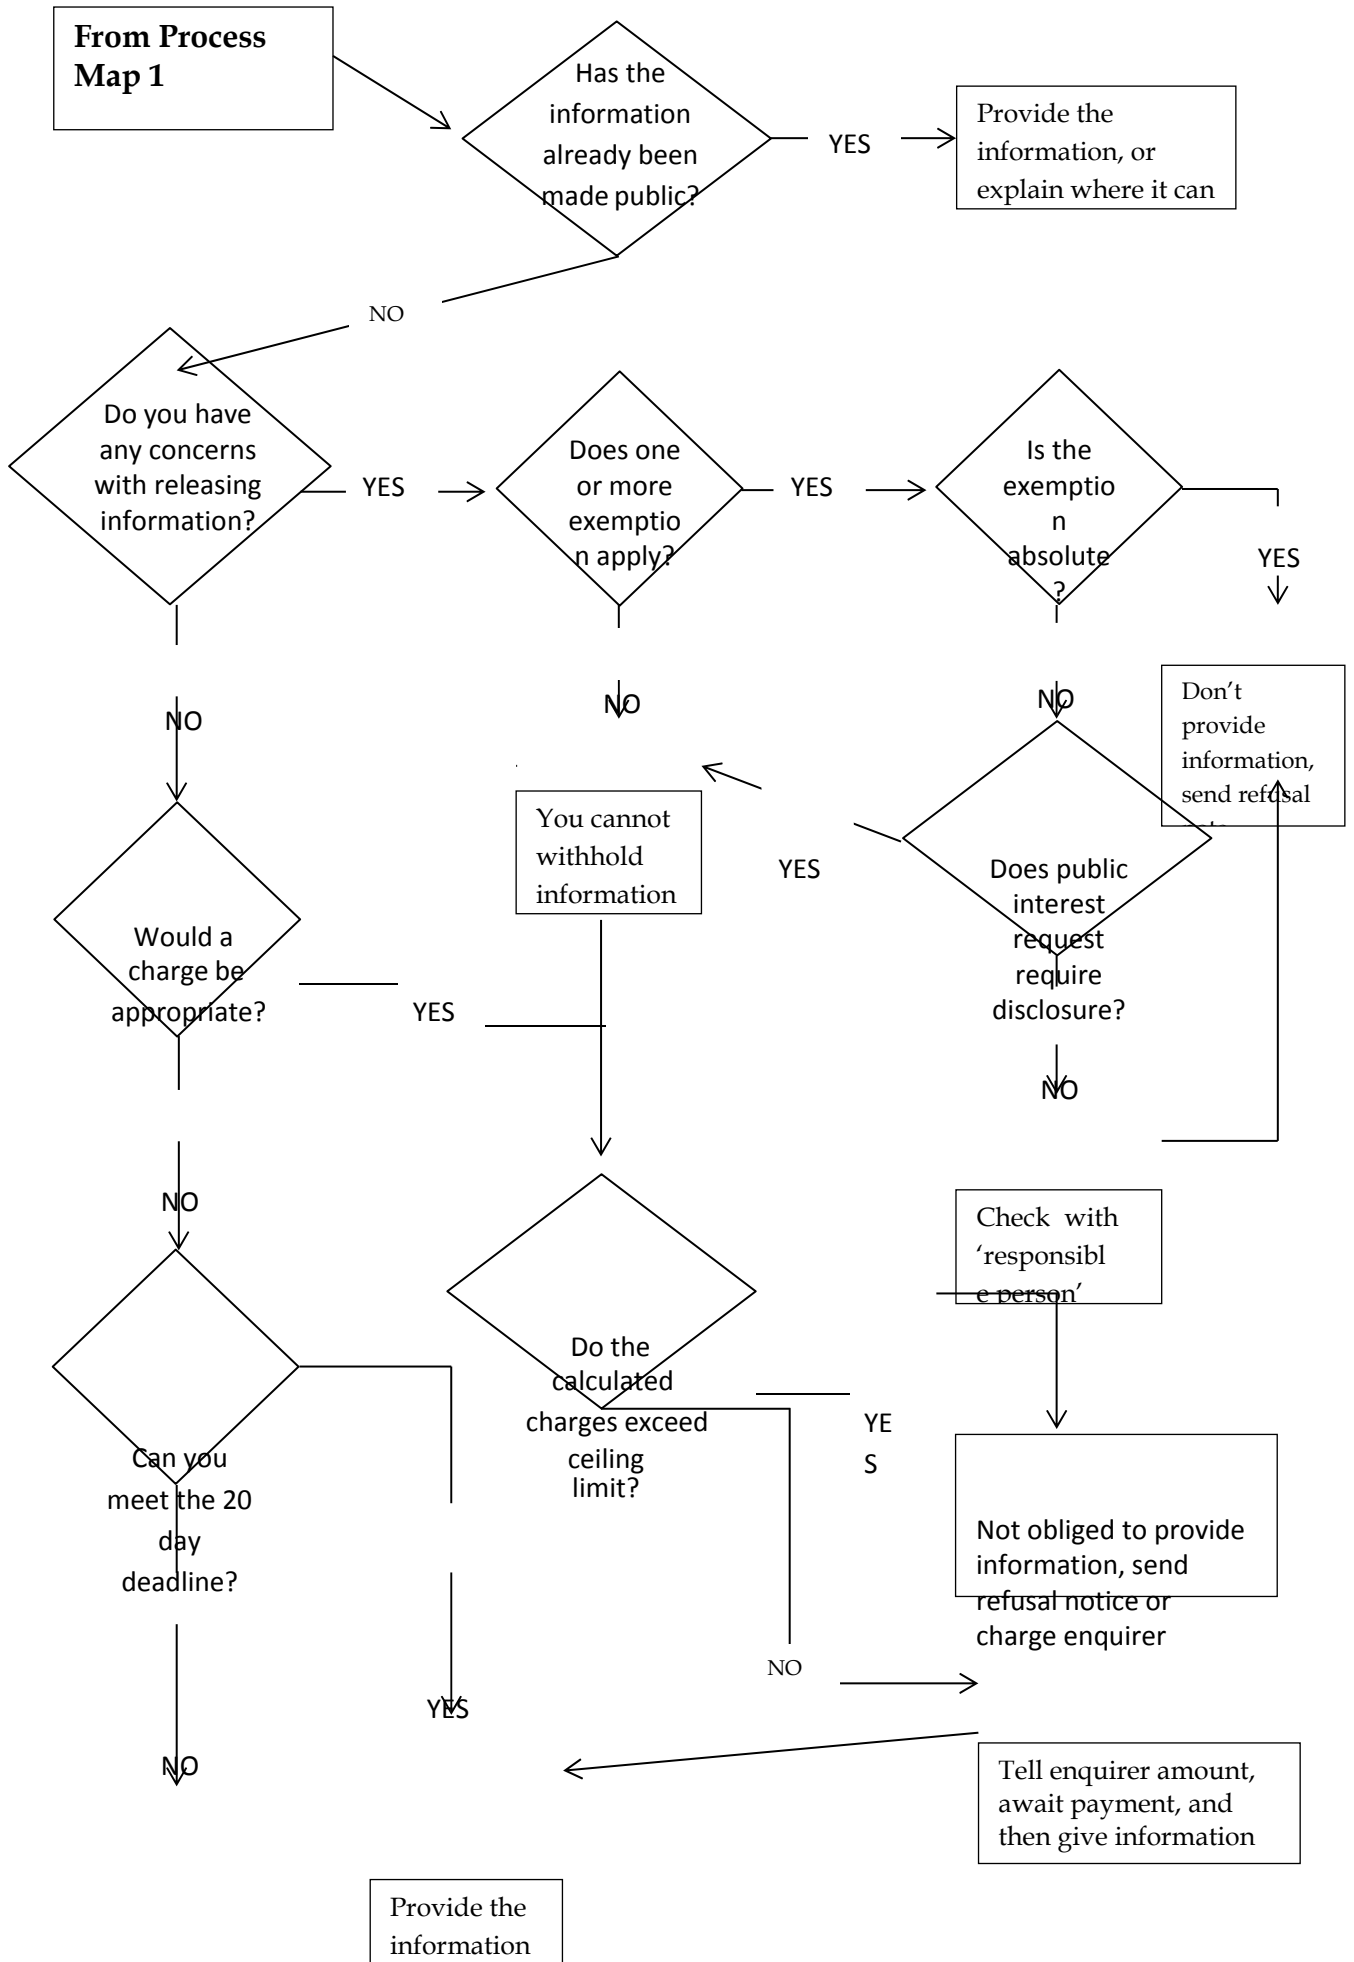 From Process
Map 1
Has the
information
already been
made public?
YES
Provide the
information, or
explain where it can
NO
Do you have
any concerns
with releasing
information?
YES
Does one
or more
exemptio
n apply?
YES
Is the
exemptio
n
absolute
?
YES
NO
NO
NO
Don’t
provide
information,
send refusal
You cannot
withhold
information
YES
Does public
interest
request
require
disclosure?
Would a
charge be
appropriate?
YES
NO
NO
Check with
‘responsibl
e person’
Do the
calculated
charges exceed
ceiling
limit?
YE
S
Can you
meet the 20
day
deadline?
Not obliged to provide
information, send
refusal notice or
charge enquirer
NO
YES
NO
Tell enquirer amount,
await payment, and
then give information
Provide the
information